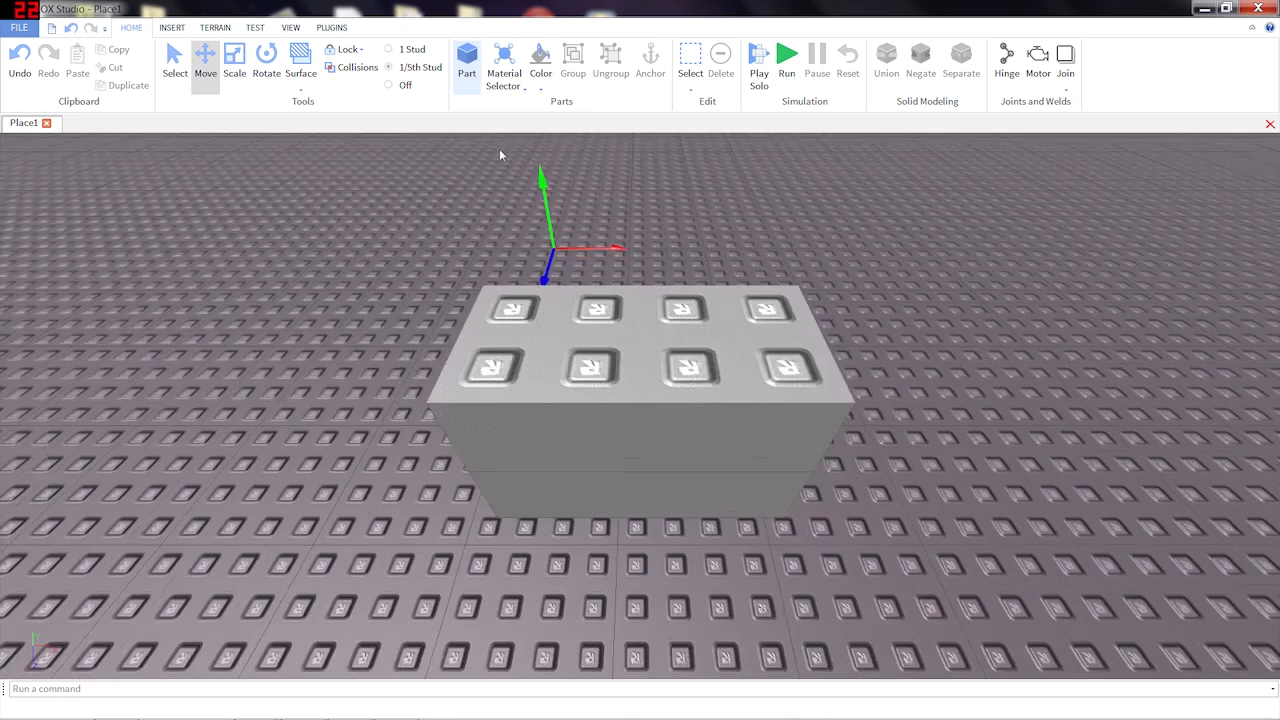 22
OX Studio - Place1
FILE HOME INSERT TERRAIN TEST VIEW PLUGINS
Undo Redo Paste Copy Cut Duplicate
Clipboard
Select Move Scale Rotate Surface Lock Collisions 1 Stud 1/5th Stud Off
Tools
Part Material Selector Color Group Ungroup Anchor
Parts
Select Delete
Edit
Play Solo Run Pause Reset
Simulation
Union Negate Separate
Solid Modeling
Hinge Motor Join
Joints and Welds
Place1
Run a command